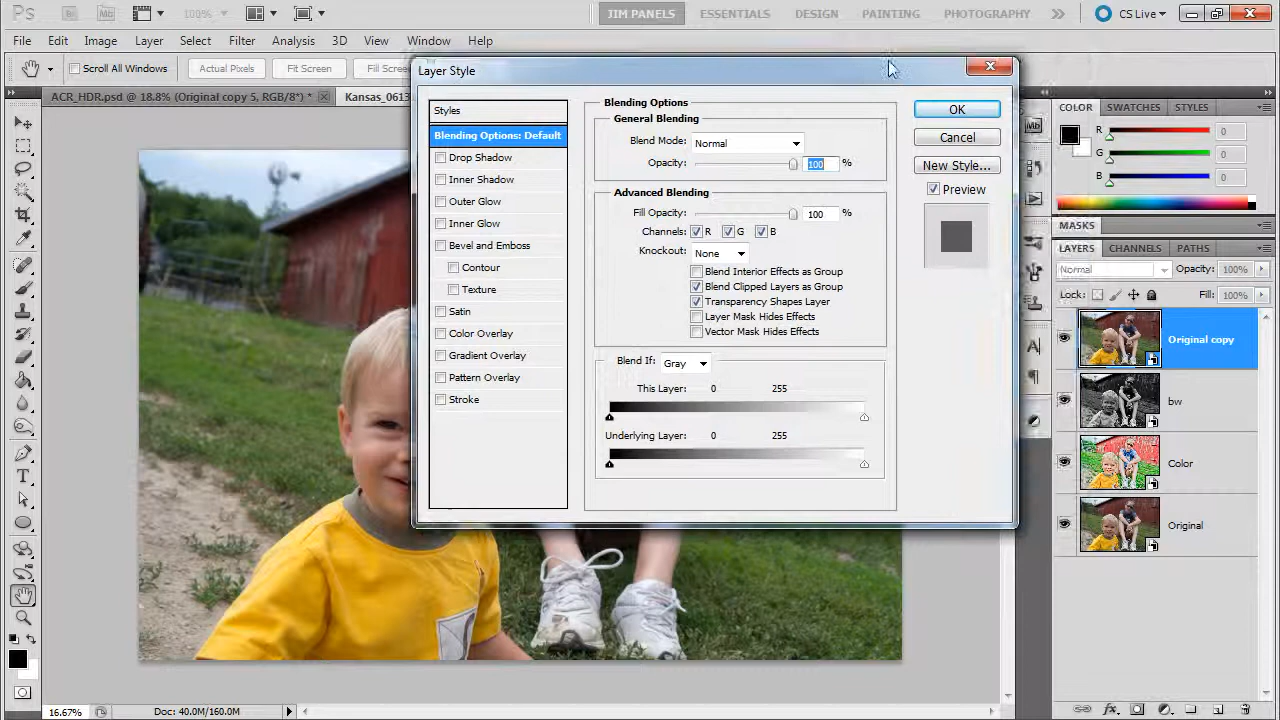 Ps Br Mb 100% JIM PANELS ESSENTIALS DESIGN PAINTING PHOTOGRAPHY CS Live
File Edit Image Layer Select Filter Analysis 3D View Window Help
Scroll All Windows Actual Pixels Fit Screen Fill Scree
ACR_HDR.psd @ 18.8% (Original copy 5, RGB/8*) * Kansas_0613
Layer Style
Styles
Blending Options: Default
Drop Shadow
Inner Shadow
Outer Glow
Inner Glow
Bevel and Emboss
Contour
Texture
Satin
Color Overlay
Gradient Overlay
Pattern Overlay
Stroke
Blending Options
General Blending
Blend Mode: Normal
Opacity: 100 %
Advanced Blending
Fill Opacity: 100 %
Channels: R G B
Knockout: None
Blend Interior Effects as Group
Blend Clipped Layers as Group
Transparency Shapes Layer
Layer Mask Hides Effects
Vector Mask Hides Effects
Blend If: Gray
This Layer: 0 255
Underlying Layer: 0 255
OK
Cancel
New Style...
Preview
Mb
COLOR SWATCHES STYLES
R 0
G 0
B 0
MASKS
LAYERS CHANNELS PATHS
Normal Opacity: 100%
Lock: Fill: 100%
Original copy
bw
Color
Original
16.67% Doc: 40.0M/160.0M